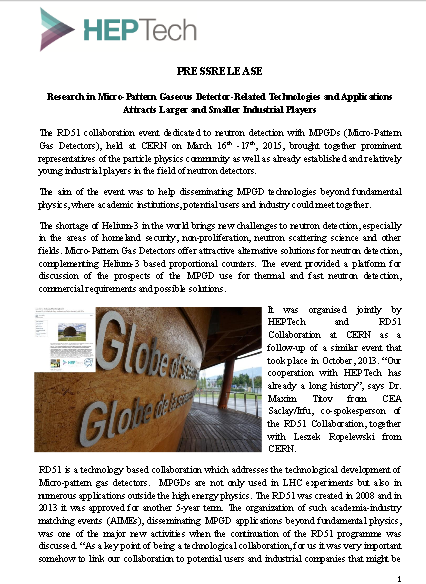 HEPTech
PRESSRELEASE
Research in Micro-Pattern Gaseous Detector-Related Technologies and Applications
Attracts Larger and Smaller Industrial Players
The RD51 collaboration event dedicated to neutron detection with MPGDs (Micro-Pattern
Gas Detectors), held at CERN on March 16th -17th, 2015, brought together prominent
representatives of the particle physics community as well as already established and relatively
young industrial players in the field of neutron detectors.
The aim of the event was to help disseminating MPGD technologies beyond fundamental
physics, where academic institutions, potential users and industry could meet together.
The shortage of Helium-3 in the world brings new challenges to neutron detection, especially
in the areas of homeland security, non-proliferation, neutron scattering science and other
fields. Micro-Pattern Gas Detectors offer attractive alternative solutions for neutron detection,
complementing Helium-3 based proportional counters. The event provided a platform for
discussion of the prospects of the MPGD use for thermal and fast neutron detection,
commercial requirements and possible solutions.
Globe of S
Globe de la science
It was organised jointly by
HEPTech and RD51
Collaboration at CERN as a
follow-up of a similar event that
took place in October, 2013. “Our
cooperation with HEPTech has
already a long history”, says Dr.
Maxim Titov from CEA
Saclay/Irfu, co-spokesperson of
the RD51 Collaboration, together
with Leszek Ropelewski from
CERN.
RD51 is a technology based collaboration which addresses the technological development of
Micro-pattern gas detectors. MPGDs are not only used in LHC experiments but also in
numerous applications outside the high energy physics. The RD51 was created in 2008 and in
2013 it was approved for another 5-year term. The organization of such academia-industry
matching events (AIMEs), disseminating MPGD applications beyond fundamental physics,
was one of the major new activities when the continuation of the RD51 programme was
discussed. “As a key point of being a technological collaboration, for us it was very important
somehow to link our collaboration to potential users and industrial companies that might be
1